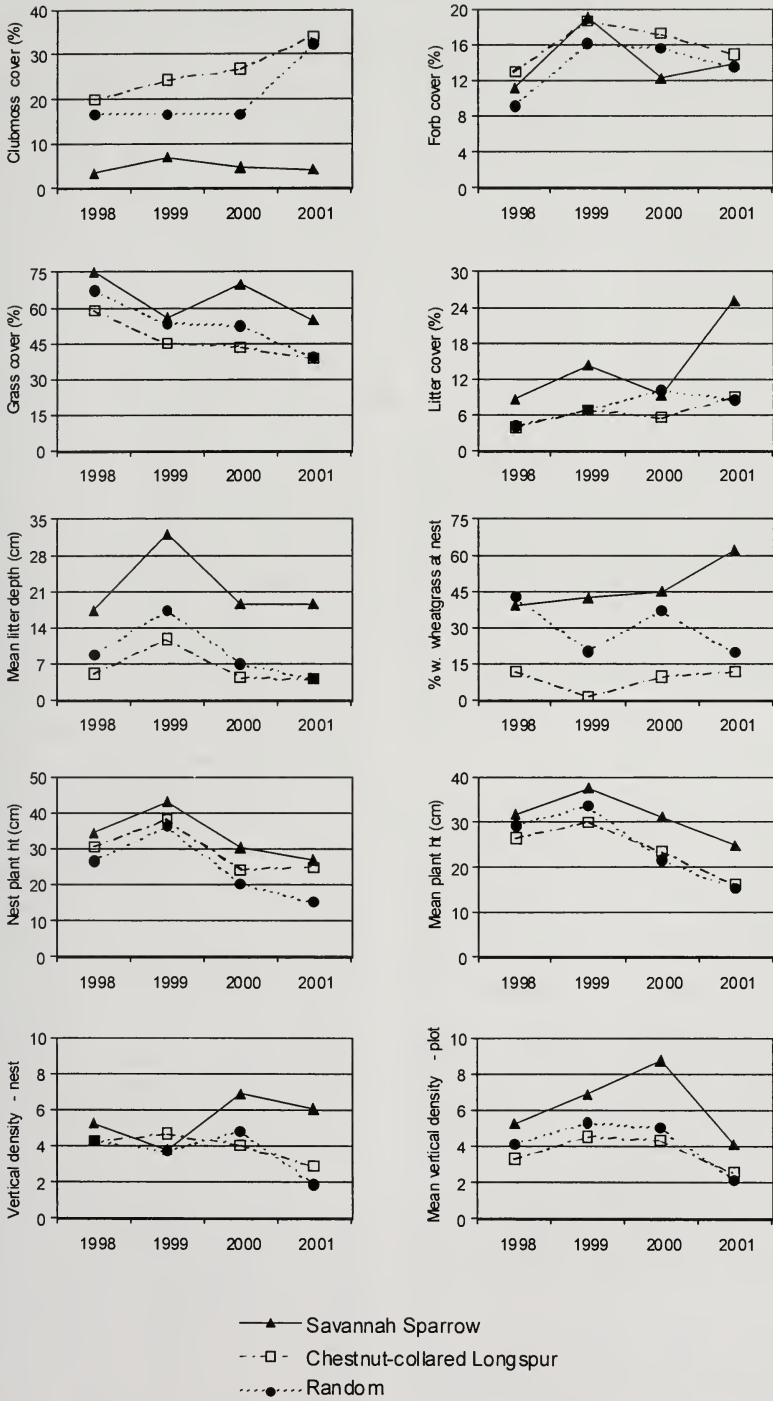 Clubmoss cover (%)
40
30
20
10
0
1998 1999 2000 2001
Forb cover (%)
20
16
12
8
4
0
1998 1999 2000 2001
Grass cover (%)
75
60
45
30
15
0
1998 1999 2000 2001
Litter cover (%)
30
24
18
12
6
0
1998 1999 2000 2001
Mean litter depth (cm)
35
28
21
14
7
0
1998 1999 2000 2001
% w. wheatgrass at nest
75
60
45
30
15
0
1998 1999 2000 2001
Nest plant ht (cm)
50
40
30
20
10
0
1998 1999 2000 2001
Mean plant ht (cm)
40
30
20
10
0
1998 1999 2000 2001
Vertical density - nest
10
8
6
4
2
0
1998 1999 2000 2001
Mean vertical density - plot
10
8
6
4
2
0
1998 1999 2000 2001
Savannah Sparrow
Chestnut-collared Longspur
Random